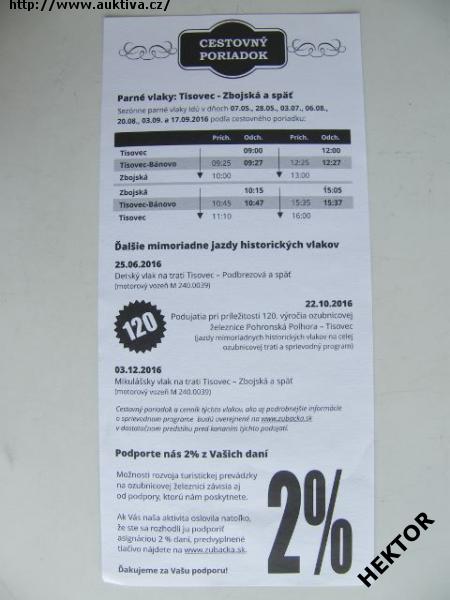 http://www.auktiva.cz/
CESTOVNÝ
PORIADOK
Parné vlaky: Tisovec - Zbojská a späť
Sezónne parné vlaky idú v dňoch 07.05., 28.05., 03.07., 06.08.,
20.08., 03.09. a 17.09.2016 podľa cestovného poriadku:
Prích. Odch. Prích. Odch.
Tisovec 09:00 12:00
Tisovec-Bánovo 09:25 09:27 12:25 12:27
Zbojská 10:00 13:00
Zbojská 10:15 15:05
Tisovec-Bánovo 10:45 10:47 15:35 15:37
Tisovec 11:10 16:00
Ďalšie mimoriadne jazdy historických vlakov
25.06.2016
Detský vlak na trati Tisovec – Podbrezová a späť
(motorový vozeň M 240.0039)
120
22.10.2016
Podujatia pri príležitosti 120. výročia ozubnicovej
železnice Pohronská Polhora – Tisovec
(jazdy mimoriadnych historických vlakov na celej
ozubnicovej trati a sprievodný program)
03.12.2016
Mikulášsky vlak na trati Tisovec – Zbojská a späť
(motorový vozeň M 240.0039)
Cestovný poriadok a cenník týchto vlakov, ako aj podrobnejšie informácie
o sprievodnom programe budú uverejnené na www.zubacka.sk
v dostatočnom predstihu pred konaním týchto podujatí.
Podporte nás 2% z Vašich daní
Možnosti rozvoja turistickej prevádzky
na ozubnicovej železnici závisia aj
od podpory, ktorú nám poskytnete.
Ak Vás naša aktivita oslovila natoľko,
že ste sa rozhodli ju podporiť
asignáciou 2 % daní, predvyplnené
tlačivo nájdete na www.zubacka.sk.
Ďakujeme za Vašu podporu!
2%
HEKTOR